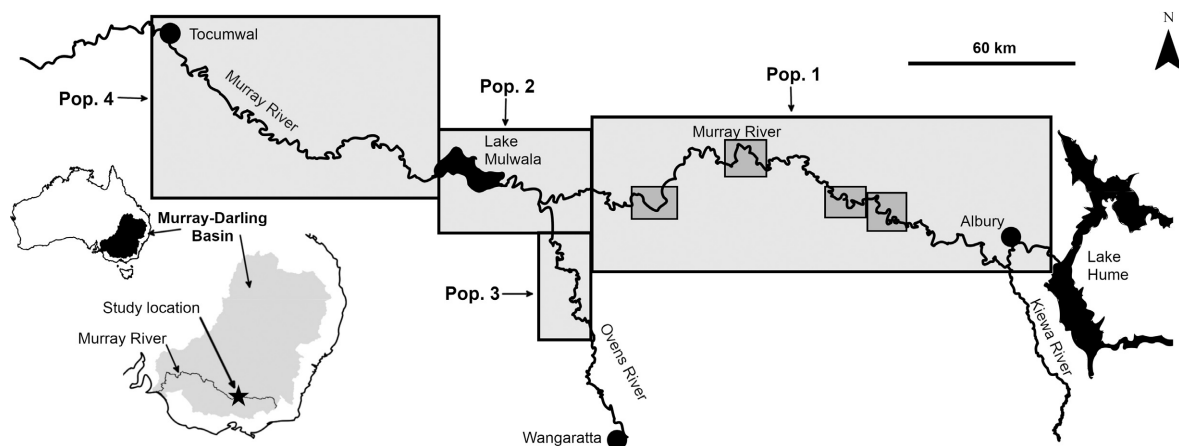 N
60 km
Tocumwal
Pop. 4
Murray River
Pop. 2
Lake
Mulwala
Pop. 1
Murray River
Albury
Lake
Hume
Kiewa River
Pop. 3
Ovens River
Wangaratta
Murray-Darling
Basin
Study location
Murray River